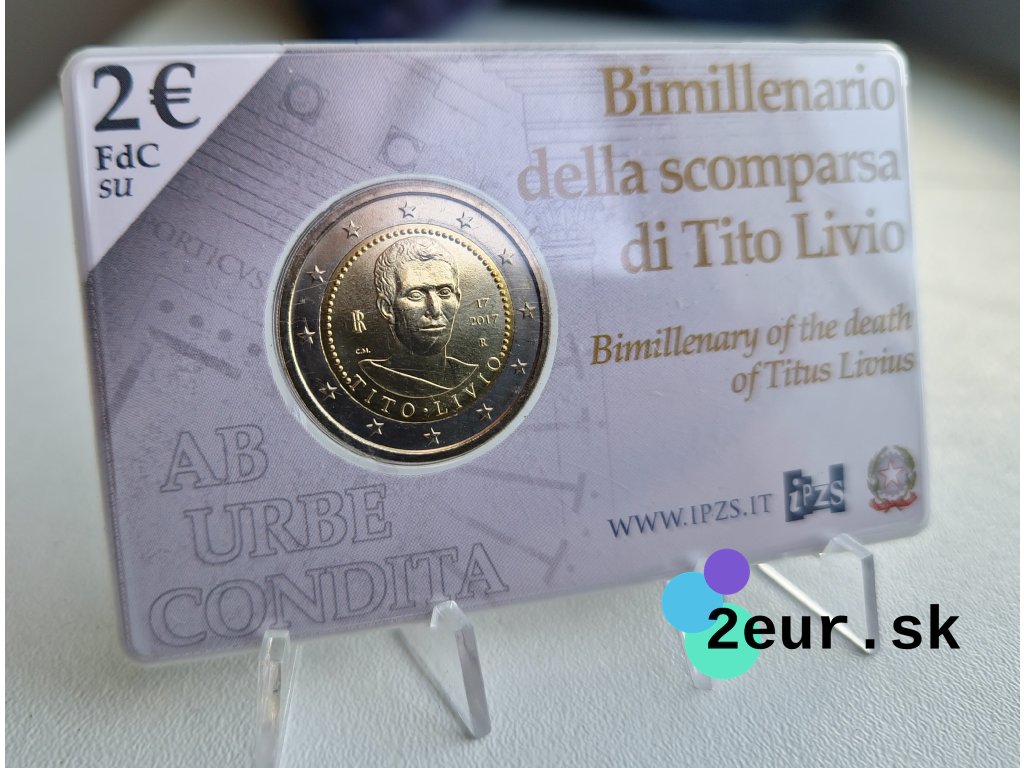 2€
FdC
su
Bimillenario
della scomparsa
di Tito Livio
Bimillenary of the death
of Titus Livius
PORTICVS
17
2017
R
C.M.
TITO·LIVIO
AB
URBE
CONDITA
WWW.IPZS.IT
iPZS
2eur.sk